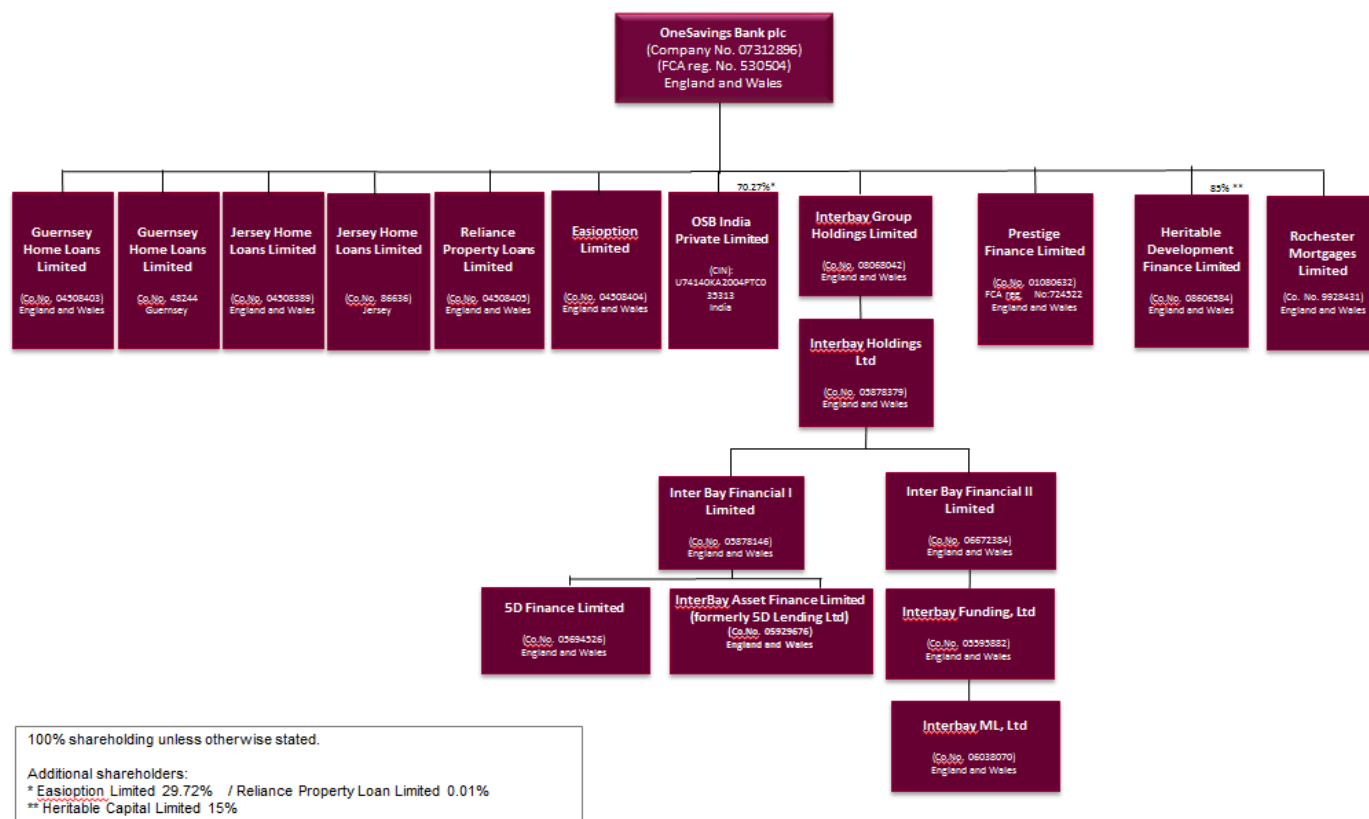 OneSavings Bank plc
(Company No. 07312896)
(FCA reg. No. 530504)
England and Wales
70.27%*
85% **
Guernsey
Home Loans
Limited
(Co.No. 04508403)
England and Wales
Guernsey
Home Loans
Limited
Co.No. 48244
Guernsey
Jersey Home
Loans Limited
(Co.No. 04508389)
England and Wales
Jersey Home
Loans Limited
(Co.No. 86636)
Jersey
Reliance
Property Loans
Limited
(Co.No. 04508405)
England and Wales
Easioption
Limited
(Co.No. 04508404)
England and Wales
OSB India
Private Limited
(CIN):
U74140KA2004PTC0
35313
India
Interbay Group
Holdings Limited
(Co.No. 08068042)
England and Wales
Prestige
Finance Limited
(Co.No. 01080632)
FCA reg. No:724522
England and Wales
Heritable
Development
Finance Limited
(Co.No. 08606584)
England and Wales
Rochester
Mortgages
Limited
(Co. No. 9928431)
England and Wales
Interbay Holdings
Ltd
(Co.No. 05878379)
England and Wales
Inter Bay Financial I
Limited
(Co.No. 05878146)
England and Wales
Inter Bay Financial II
Limited
(Co.No. 06672384)
England and Wales
5D Finance Limited
(Co.No. 05694526)
England and Wales
InterBay Asset Finance Limited
(formerly 5D Lending Ltd)
(Co.No. 05929676)
England and Wales
Interbay Funding, Ltd
(Co.No. 05595882)
England and Wales
Interbay ML, Ltd
(Co.No. 06038070)
England and Wales
100% shareholding unless otherwise stated.
Additional shareholders:
* Easioption Limited 29.72% / Reliance Property Loan Limited 0.01%
** Heritable Capital Limited 15%